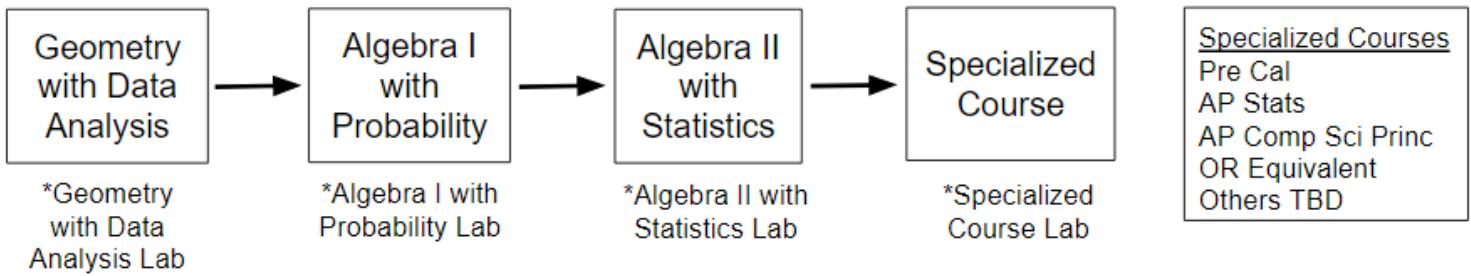 Geometry
with Data
Analysis
Algebra I
with
Probability
Algebra II
with
Statistics
Specialized
Course
*Geometry
with Data
Analysis Lab
*Algebra I with
Probability Lab
*Algebra II with
Statistics Lab
*Specialized
Course Lab
Specialized Courses
Pre Cal
AP Stats
AP Comp Sci Princ
OR Equivalent
Others TBD